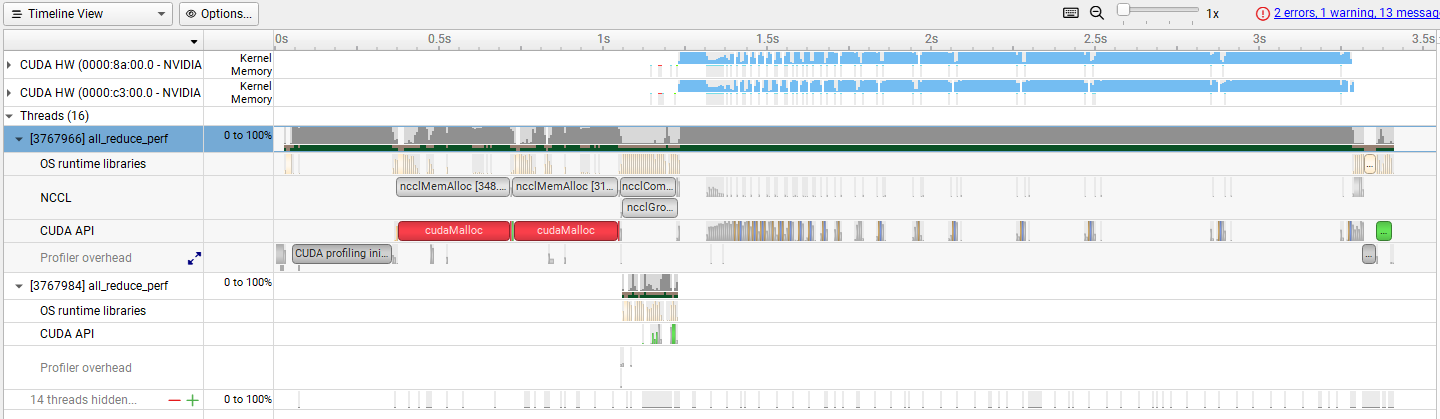 Timeline View Options... 1x 2 errors, 1 warning, 13 messag
0s 0.5s 1s 1.5s 2s 2.5s 3s 3.5s
CUDA HW (0000:8a:00.0 - NVIDIA Kernel
Memory
CUDA HW (0000:c3:00.0 - NVIDIA Kernel
Memory
Threads (16)
[3767966] all_reduce_perf 0 to 100%
OS runtime libraries ...
NCCL ncclMemAlloc [348.... ncclMemAlloc [31... ncclCom...
ncclGro...
CUDA API cudaMalloc cudaMalloc ...
Profiler overhead CUDA profiling ini... ...
[3767984] all_reduce_perf 0 to 100%
OS runtime libraries
CUDA API
Profiler overhead
14 threads hidden... 0 to 100%